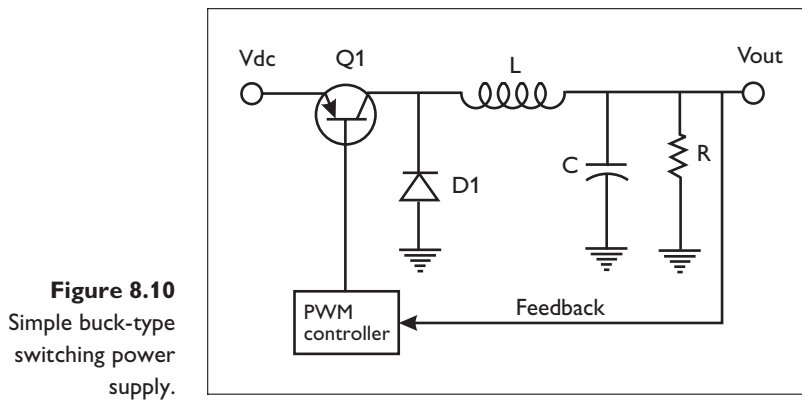 Vdc
Q1
L
Vout
D1
C
R
PWM
controller
Feedback
Figure 8.10
Simple buck-type
switching power
supply.